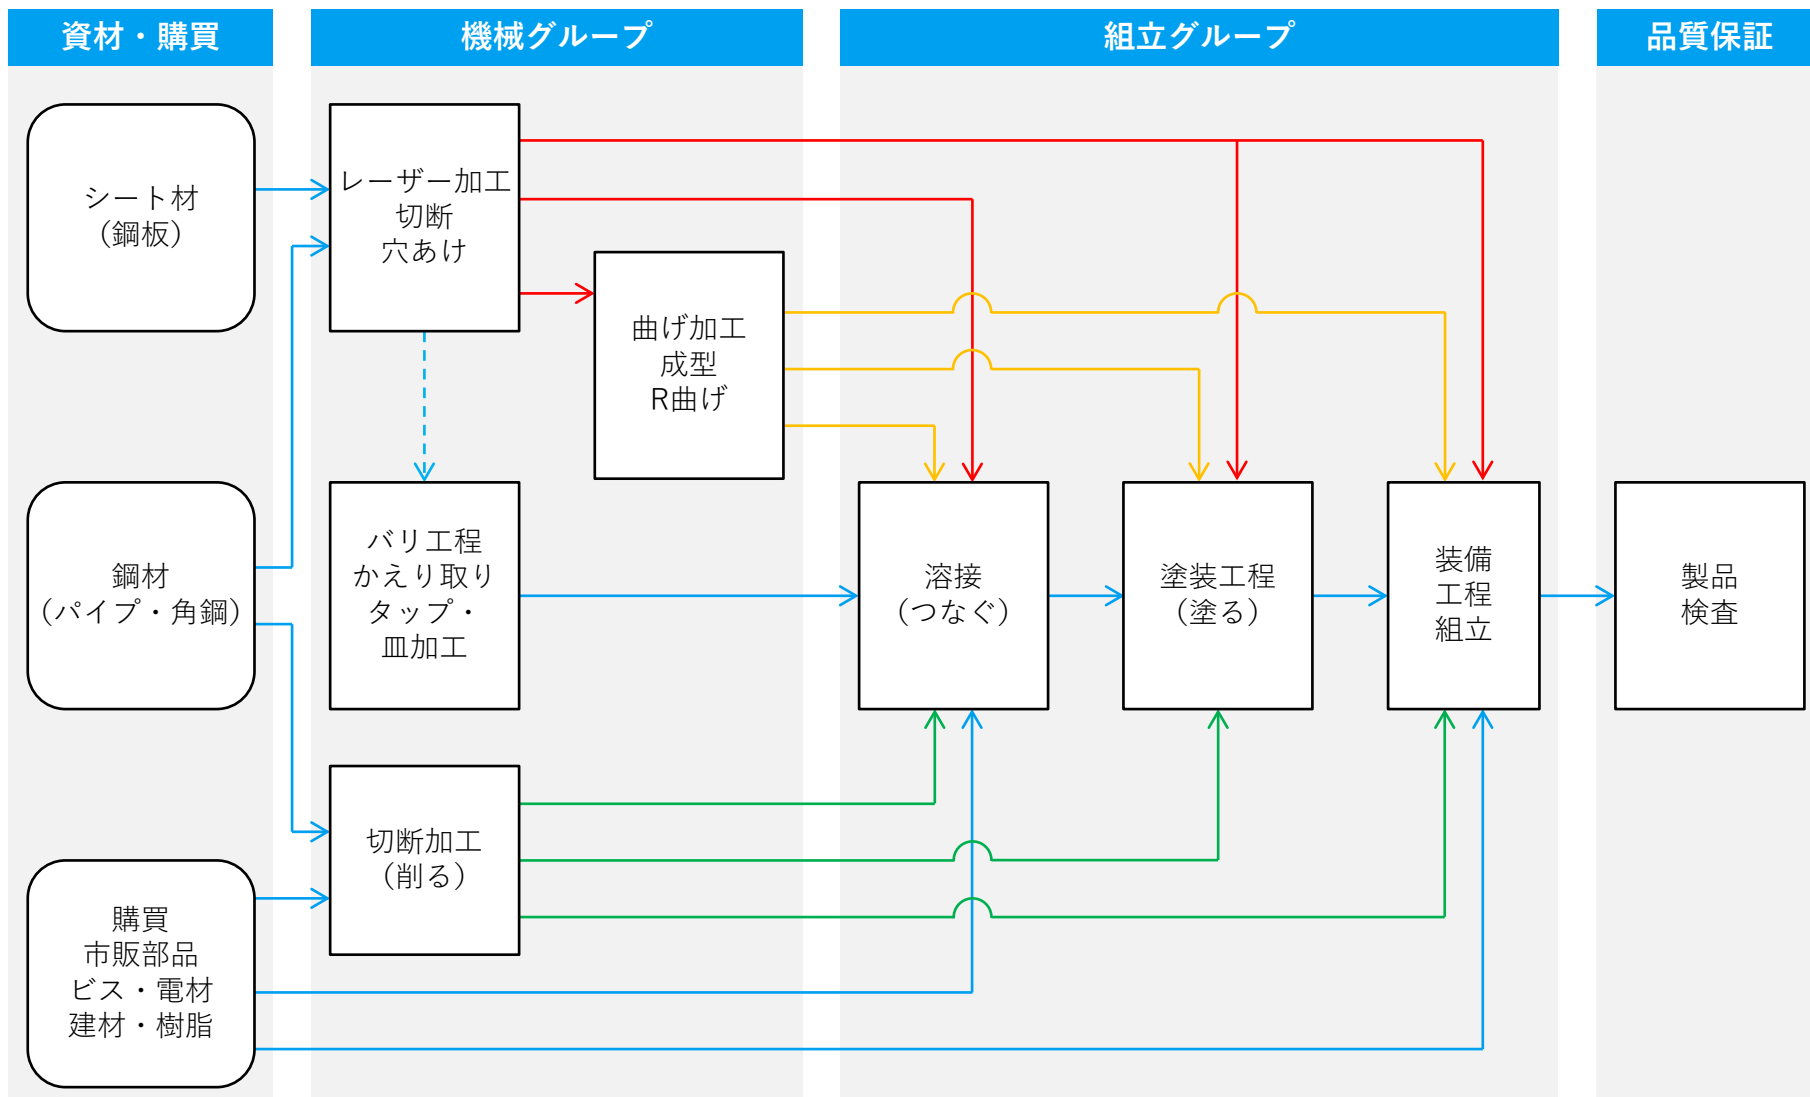 資材・購買
機械グループ
組立グループ
品質保証
シート材
（鋼板）
鋼材
（パイプ・角鋼）
購買
市販部品
ビス・電材
建材・樹脂
レーザー加工
切断
穴あけ
曲げ加工
成型
R曲げ
バリ工程
かえり取り
タップ・
皿加工
切断加工
（削る）
溶接
（つなぐ）
塗装工程
（塗る）
装備
工程
組立
製品
検査